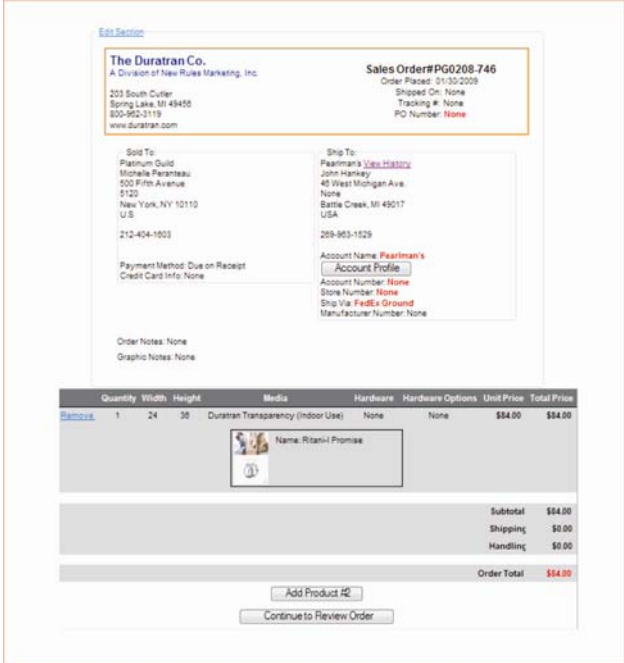 Edit Section
The Duratran Co.
A Division of New Rules Marketing, Inc.
203 South Cutler
Spring Lake, MI 49456
800-962-3119
www.duratran.com
Sales Order#PG0208-746
Order Placed: 01/30/2009
Shipped On: None
Tracking #: None
PO Number: None
Sold To:
Platinum Guild
Michelle Peranteau
500 Fifth Avenue
5120
New York, NY 10110
U.S
212-404-1603
Payment Method: Due on Receipt
Credit Card Info: None
Ship To:
Pearlman's View History
John Hankey
46 West Michigan Ave.
None
Battle Creek, MI 49017
USA
269-963-1529
Account Name: Pearlman's
Account Profile
Account Number: None
Store Number: None
Ship Via: FedEx Ground
Manufacturer Number: None
Order Notes: None
Graphic Notes: None
Quantity Width Height Media Hardware Hardware Options Unit Price Total Price
Remove 1 24 36 Duratran Transparency (Indoor Use) None None $84.00 $84.00
Name: Ritani-I Promise
Subtotal $84.00
Shipping $0.00
Handling $0.00
Order Total $84.00
Add Product #2
Continue to Review Order